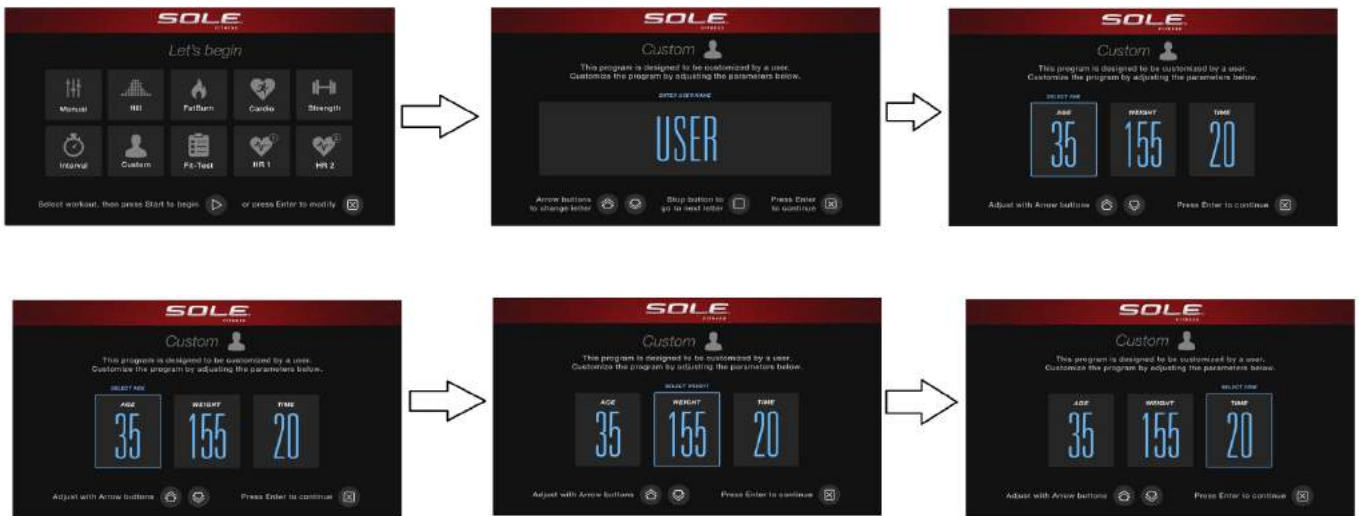 SOLE
FITNESS
Let's begin
Manual
Hill
FatBurn
Cardio
Strength
Interval
Custom
Fit-Test
HR 1
HR 2
Select workout, then press Start to begin
or press Enter to modify
SOLE
FITNESS
Custom
This program is designed to be customized by a user.
Customize the program by adjusting the parameters below.
ENTER USER NAME
USER
Arrow buttons
to change letter
Stop button to
go to next letter
Press Enter
to continue
SOLE
FITNESS
Custom
This program is designed to be customized by a user.
Customize the program by adjusting the parameters below.
SELECT AGE
AGE
35
WEIGHT
155
TIME
20
Adjust with Arrow buttons
Press Enter to continue
SOLE
FITNESS
Custom
This program is designed to be customized by a user.
Customize the program by adjusting the parameters below.
SELECT AGE
AGE
35
WEIGHT
155
TIME
20
Adjust with Arrow buttons
Press Enter to continue
SOLE
FITNESS
Custom
This program is designed to be customized by a user.
Customize the program by adjusting the parameters below.
SELECT WEIGHT
AGE
35
WEIGHT
155
TIME
20
Adjust with Arrow buttons
Press Enter to continue
SOLE
FITNESS
Custom
This program is designed to be customized by a user.
Customize the program by adjusting the parameters below.
SELECT TIME
AGE
35
WEIGHT
155
TIME
20
Adjust with Arrow buttons
Press Enter to continue